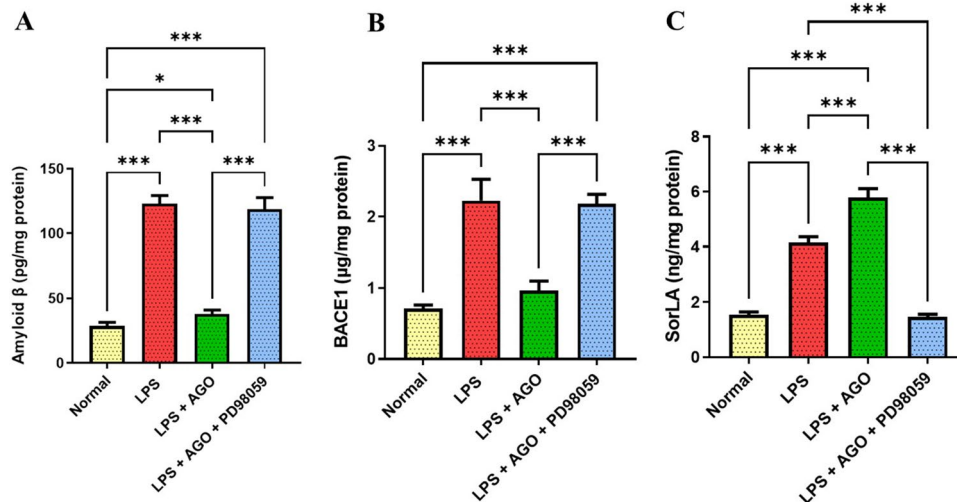 A
***
*
***
*** ***
Amyloid β (pg/mg protein)
150
100
50
0
Normal
LPS
LPS + AGO
LPS + AGO + PD98059
B
***
***
*** ***
BACE1 (µg/mg protein)
3
2
1
0
Normal
LPS
LPS + AGO
LPS + AGO + PD98059
C
***
***
***
*** ***
SorLA (ng/mg protein)
8
6
4
2
0
Normal
LPS
LPS + AGO
LPS + AGO + PD98059